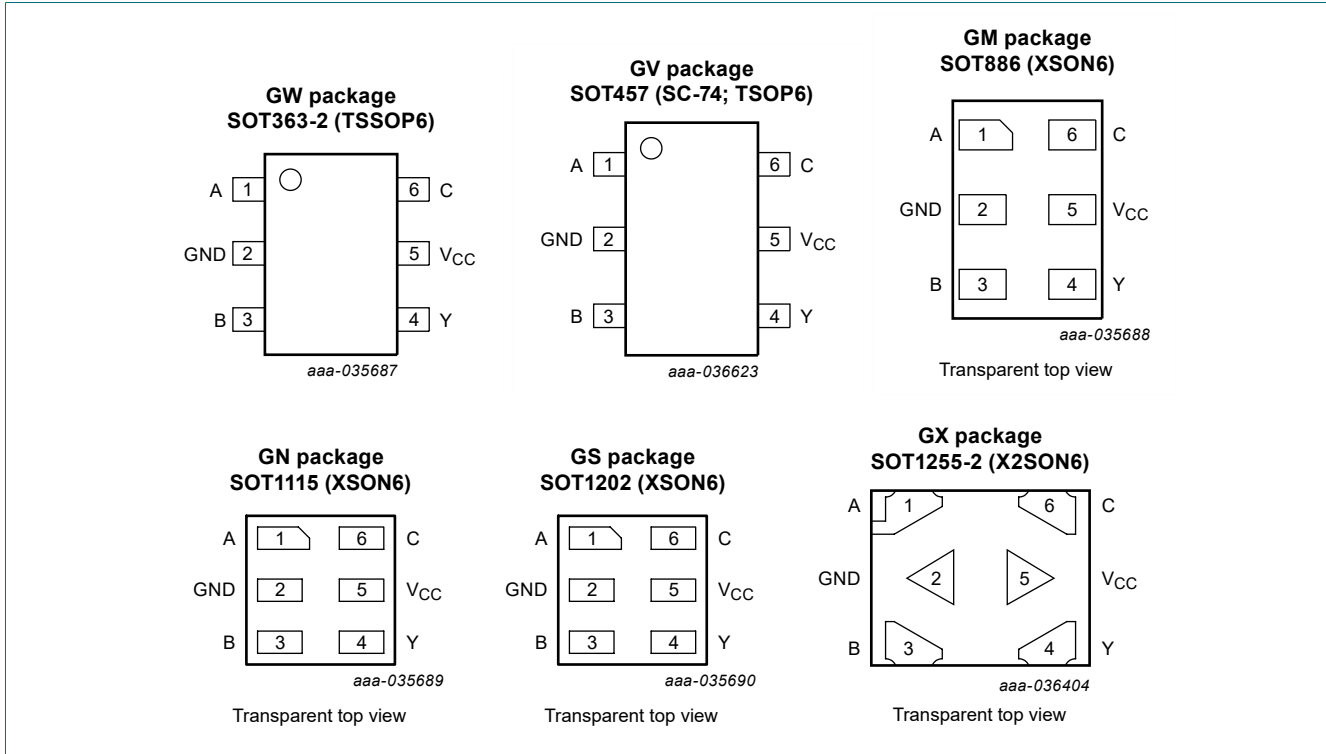 GW package
SOT363-2 (TSSOP6)
A 1 6 C
GND 2 5 VCC
B 3 4 Y
aaa-035687
GV package
SOT457 (SC-74; TSOP6)
A 1 6 C
GND 2 5 VCC
B 3 4 Y
aaa-036623
GM package
SOT886 (XSON6)
A 1 6 C
GND 2 5 VCC
B 3 4 Y
aaa-035688
Transparent top view
GN package
SOT1115 (XSON6)
A 1 6 C
GND 2 5 VCC
B 3 4 Y
aaa-035689
Transparent top view
GS package
SOT1202 (XSON6)
A 1 6 C
GND 2 5 VCC
B 3 4 Y
aaa-035690
Transparent top view
GX package
SOT1255-2 (X2SON6)
A 1 6 C
GND 2 5 VCC
B 3 4 Y
aaa-036404
Transparent top view